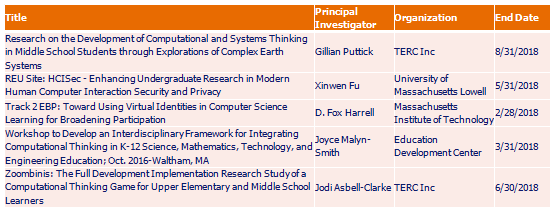 Title Principal Investigator Organization End Date
Research on the Development of Computational and Systems Thinking
in Middle School Students through Explorations of Complex Earth
Systems
Gillian Puttick TERC Inc 8/31/2018
REU Site: HCISec - Enhancing Undergraduate Research in Modern
Human Computer Interaction Security and Privacy
Xinwen Fu University of
Massachusetts Lowell 5/31/2018
Track 2 EBP: Toward Using Virtual Identities in Computer Science
Learning for Broadening Participation
D. Fox Harrell Massachusetts
Institute of Technology 2/28/2018
Workshop to Develop an Interdisciplinary Framework for Integrating
Computational Thinking in K-12 Science, Mathematics, Technology, and
Engineering Education; Oct. 2016-Waltham, MA
Joyce Malyn-
Smith Education
Development Center 3/31/2018
Zoombinis: The Full Development Implementation Research Study of a
Computational Thinking Game for Upper Elementary and Middle School
Learners
Jodi Asbell-Clarke TERC Inc 6/30/2018